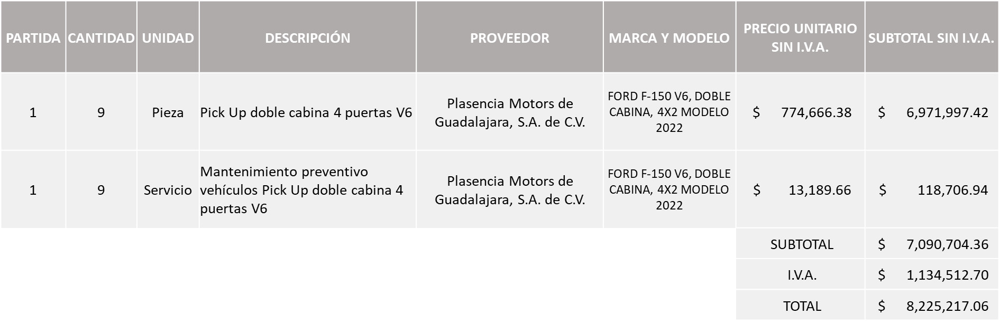 PARTIDA CANTIDAD UNIDAD DESCRIPCIÓN PROVEEDOR MARCA Y MODELO PRECIO UNITARIO SIN I.V.A. SUBTOTAL SIN I.V.A.
1 9 Pieza Pick Up doble cabina 4 puertas V6 Plasencia Motors de Guadalajara, S.A. de C.V. FORD F-150 V6, DOBLE CABINA, 4X2 MODELO 2022 $ 774,666.38 $ 6,971,997.42
1 9 Servicio Mantenimiento preventivo vehículos Pick Up doble cabina 4 puertas V6 Plasencia Motors de Guadalajara, S.A. de C.V. FORD F-150 V6, DOBLE CABINA, 4X2 MODELO 2022 $ 13,189.66 $ 118,706.94
SUBTOTAL $ 7,090,704.36
I.V.A. $ 1,134,512.70
TOTAL $ 8,225,217.06